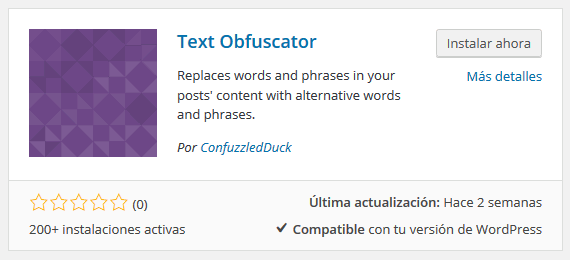 Text Obfuscator
Instalar ahora
Más detalles
Replaces words and phrases in your
posts' content with alternative words
and phrases.
Por ConfuzzledDuck
(0)
200+ instalaciones activas
Última actualización: Hace 2 semanas
Compatible con tu versión de WordPress